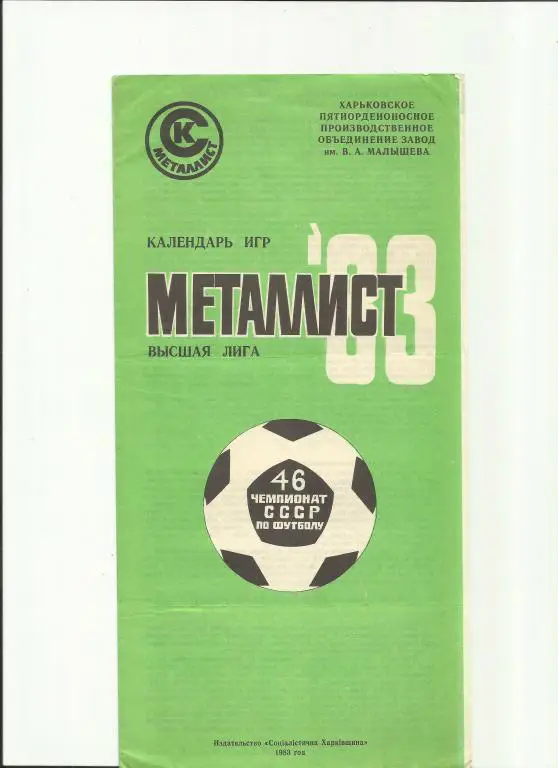 СК
МЕТАЛЛИСТ
ХАРЬКОВСКОЕ
ПЯТИОРДЕНОНОСНОЕ
ПРОИЗВОДСТВЕННОЕ
ОБЪЕДИНЕНИЕ ЗАВОД
им. В. А. МАЛЫШЕВА
КАЛЕНДАРЬ ИГР
'83
МЕТАЛЛИСТ
ВЫСШАЯ ЛИГА
46
ЧЕМПИОНАТ
СССР
ПО ФУТБОЛУ
Издательство «Соціалістична Харківщина»
1983 год